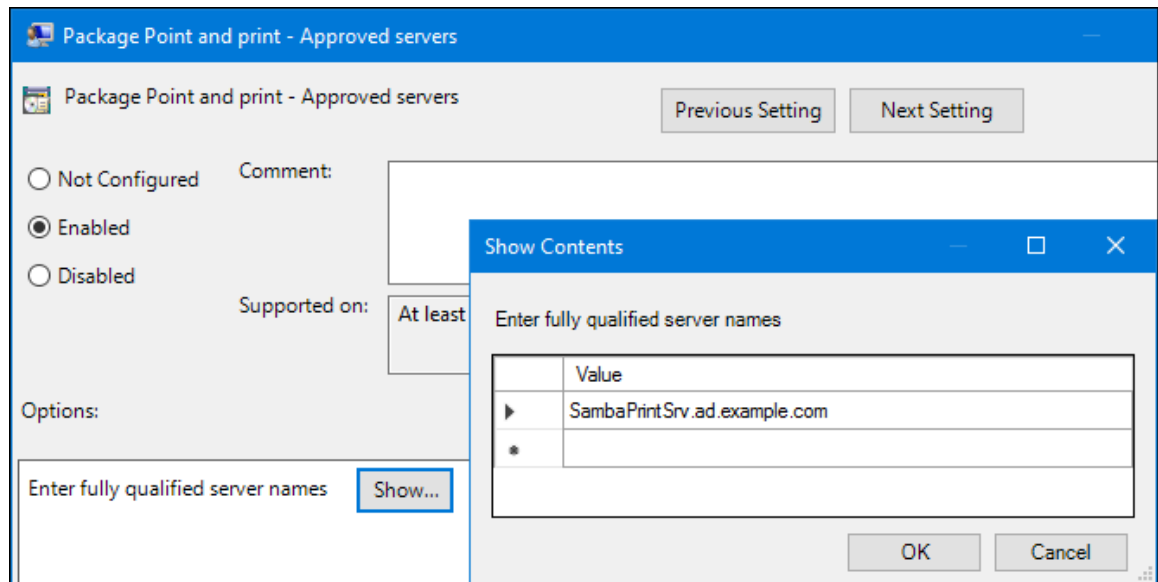 Package Point and print - Approved servers
Package Point and print - Approved servers
Previous Setting
Next Setting
Not Configured
Comment:
Enabled
Disabled
Supported on:
At least
Options:
Enter fully qualified server names
Show...
Show Contents
Enter fully qualified server names
Value
SambaPrintSrv.ad.example.com
OK
Cancel